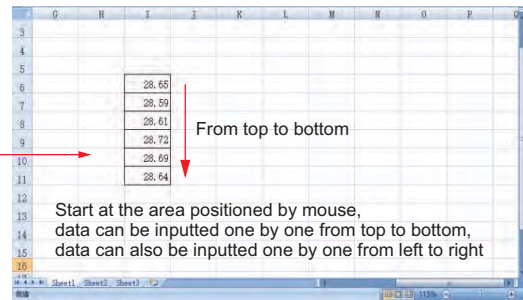 G H I J K L M N O P Q
3
4
5
6 28.65
7 28.59
8 28.61
From top to bottom
9 28.72
10 28.69
11 28.64
12
13
14
15
16
Start at the area positioned by mouse,
data can be inputted one by one from top to bottom,
data can also be inputted one by one from left to right
Sheet1 Sheet2 Sheet3
115%